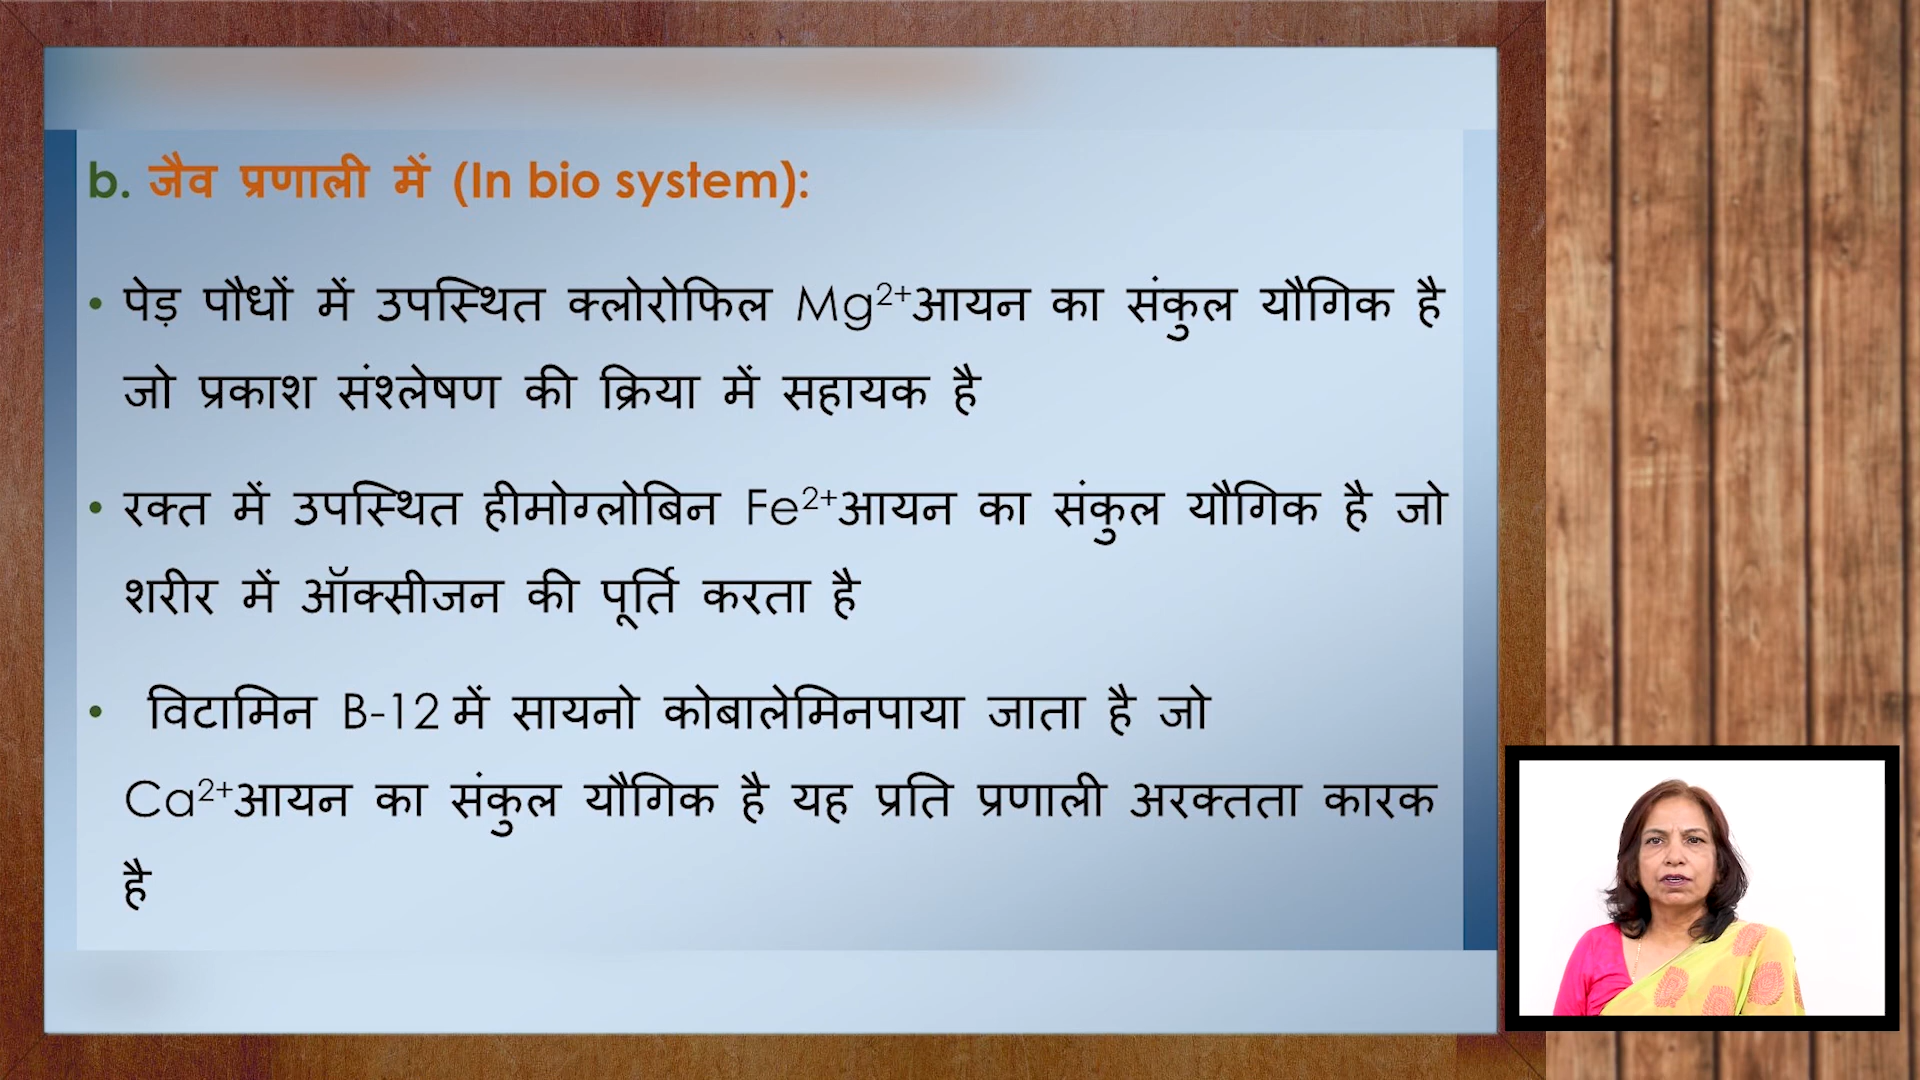 b. जैव प्रणाली में (In bio system):
• पेड़ पौधों में उपस्थित क्लोरोफिल Mg²⁺आयन का संकुल यौगिक है
जो प्रकाश संश्लेषण की क्रिया में सहायक है
• रक्त में उपस्थित हीमोग्लोबिन Fe²⁺आयन का संकुल यौगिक है जो
शरीर में ऑक्सीजन की पूर्ति करता है
• विटामिन B-12 में सायनो कोबालेमिनपाया जाता है जो
Ca²⁺आयन का संकुल यौगिक है यह प्रति प्रणाली अरक्तता कारक
है